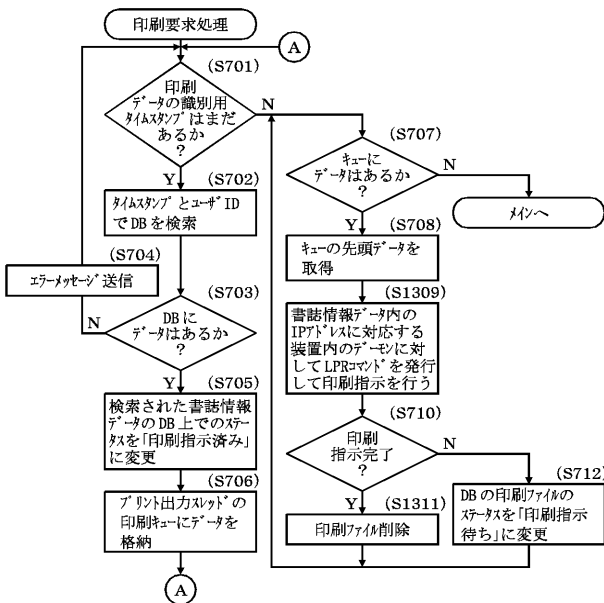 印刷要求処理
A
(S701)
印刷
データの識別用
タイムスタンプはまだ
あるか
?
N
Y
(S702)
タイムスタンプとユーザID
でDBを検索
(S704)
エラーメッセージ送信
(S703)
DBに
データはあるか
?
N
Y
(S705)
検索された書誌情報
データのDB上でのステー
タスを「印刷指示済み」
に変更
(S706)
プリント出力スレッドの
印刷キューにデータを
格納
A
(S707)
キューに
データはあるか
?
N
メインへ
Y
(S708)
キューの先頭データを
取得
(S1309)
書誌情報データ内の
IPアドレスに対応する
装置内のデーモンに対
してLPRコマンドを発行
して印刷指示を行う
(S710)
印刷
指示完了
?
N
Y
(S1311)
印刷ファイル削除
(S712)
DBの印刷ファイルの
ステータスを「印刷指示
待ち」に変更